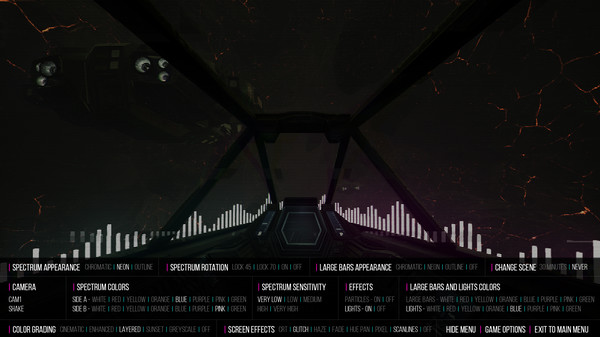 SPECTRUM APPEARANCE CHROMATIC | NEON | OUTLINE | SPECTRUM ROTATION LOCK 45 | LOCK 70 | ON | OFF | LARGE BARS APPEARANCE CHROMATIC | NEON | OUTLINE | OFF | CHANGE SCENE 30 MINUTES | NEVER
CAMERA | SPECTRUM COLORS | SPECTRUM SENSITIVITY | EFFECTS | LARGE BARS AND LIGHTS COLORS
CAM1 SIDE A - WHITE | RED | YELLOW | ORANGE | BLUE | PURPLE | PINK | GREEN VERY LOW | LOW | MEDIUM PARTICLES - ON | OFF LARGE BARS - WHITE | RED | YELLOW | ORANGE | BLUE | PURPLE | PINK | GREEN
SHAKE SIDE B - WHITE | RED | YELLOW | ORANGE | BLUE | PURPLE | PINK | GREEN HIGH | VERY HIGH LIGHTS - ON | OFF LIGHTS - WHITE | RED | YELLOW | ORANGE | BLUE | PURPLE | PINK | GREEN
COLOR GRADING CINEMATIC | ENHANCED | LAYERED | SUNSET | GREYSCALE | OFF | SCREEN EFFECTS CRT | GLITCH | HAZE | FADE | HUE PAN | PIXEL | SCANLINES | OFF HIDE MENU | GAME OPTIONS | EXIT TO MAIN MENU